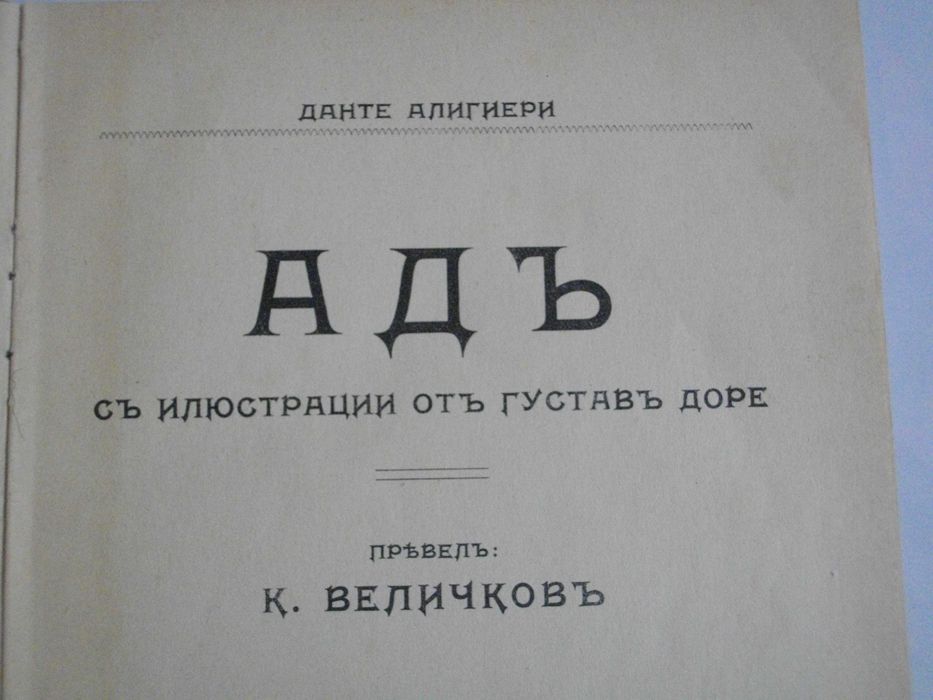 ДАНТЕ АЛИГИЕРИ
АДЪ
СЪ ИЛЮСТРАЦИИ ОТЪ ГУСТАВЪ ДОРЕ
ПРѢВЕЛЪ:
К. ВЕЛИЧКОВЪ